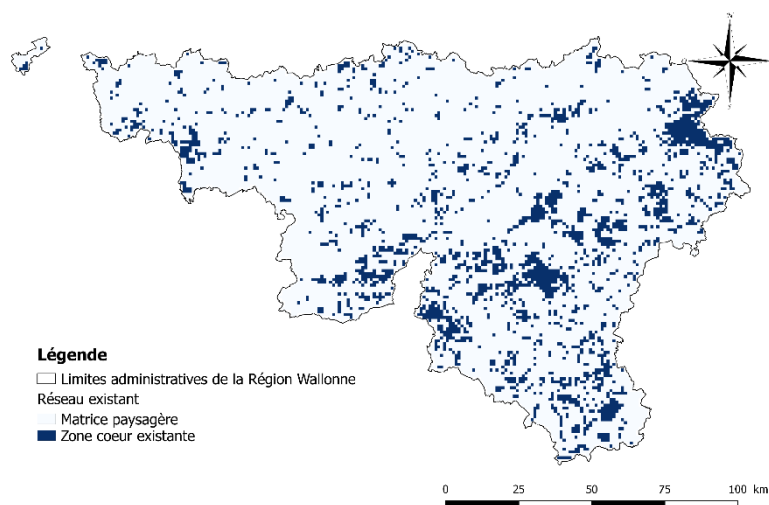 Légende
Limites administratives de la Région Wallonne
Réseau existant
Matrice paysagère
Zone coeur existante
0 25 50 75 100 km